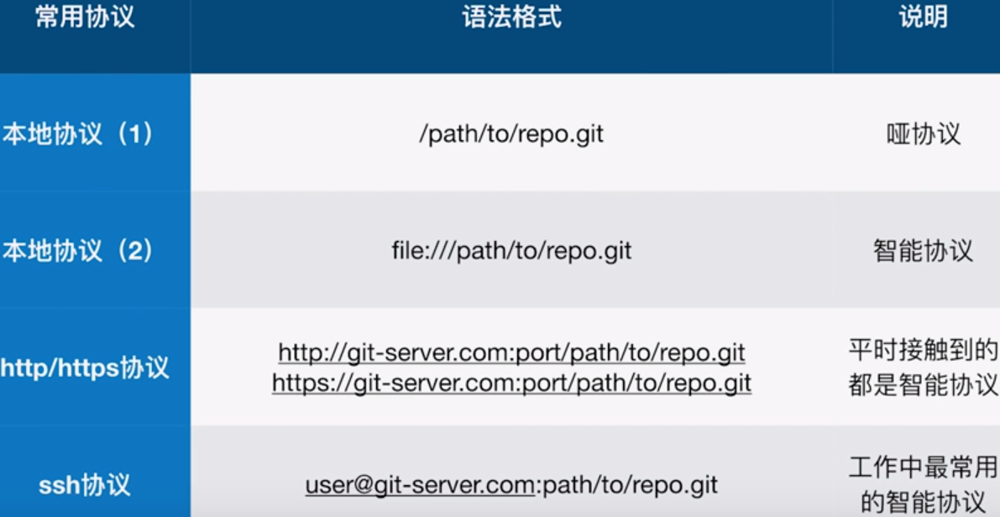 常用协议 语法格式 说明
本地协议（1） /path/to/repo.git 哑协议
本地协议（2） file:///path/to/repo.git 智能协议
http/https协议 http://git-server.com:port/path/to/repo.git 平时接触到的
https://git-server.com:port/path/to/repo.git 都是智能协议
ssh协议 user@git-server.com:path/to/repo.git 工作中最常用
的智能协议